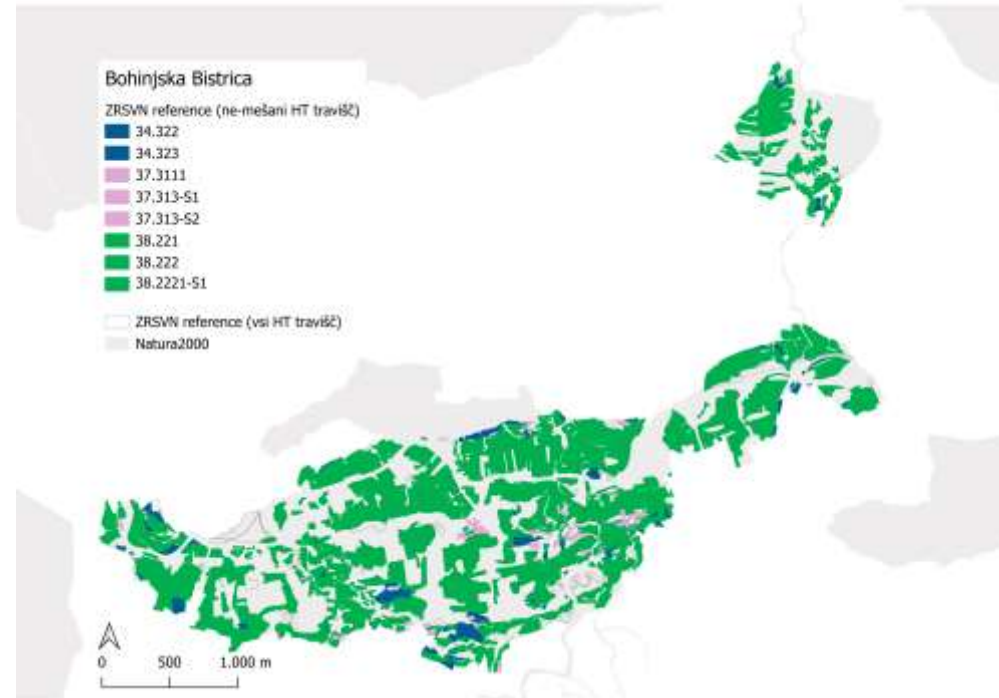 Bohinjska Bistrica
ZRSVN reference (ne-mešani HT travišč)
34.322
34.323
37.3111
37.313-S1
37.313-S2
38.221
38.222
38.2221-S1
ZRSVN reference (vsi HT travišč)
Natura2000
0 500 1.000 m